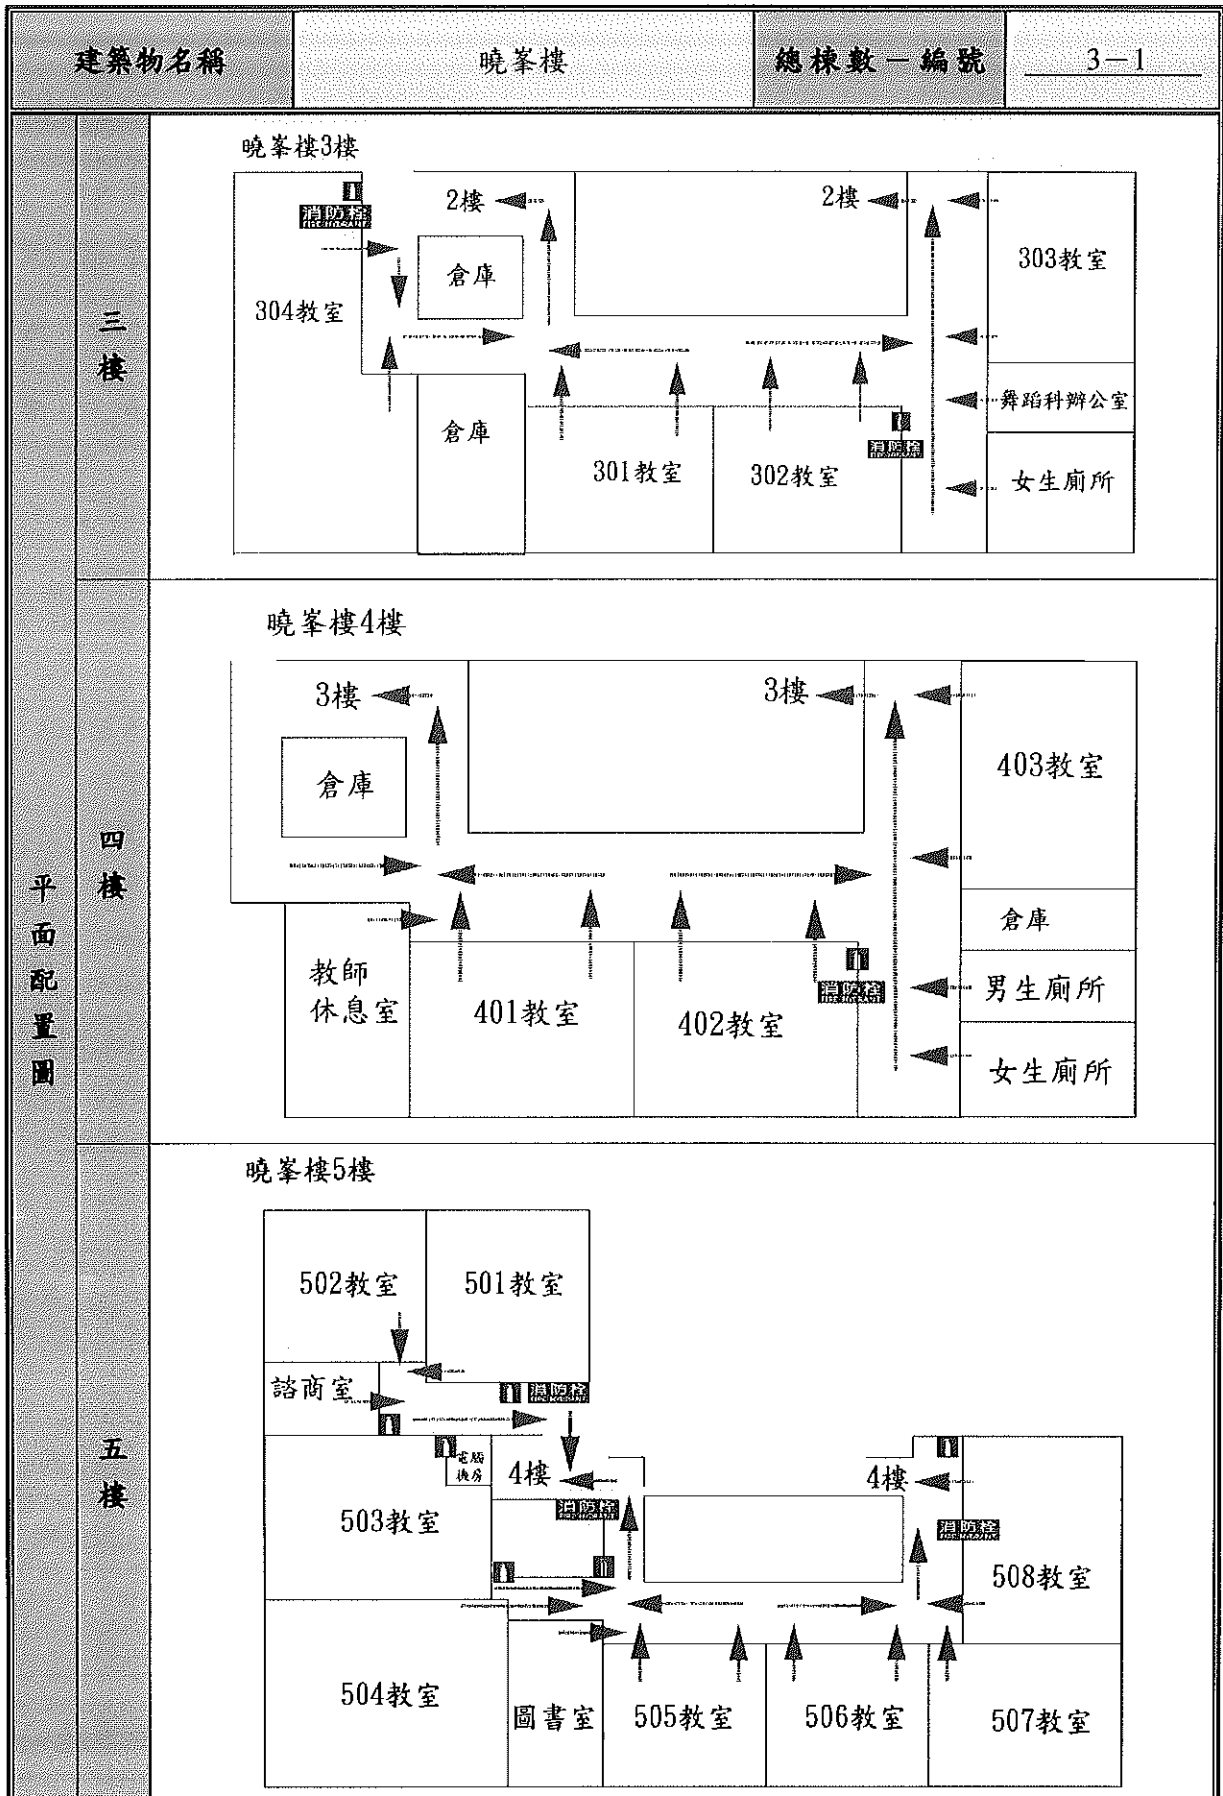 建築物名稱
曉峯樓
總棟數－編號
3－1
平面配置圖
三樓
曉峯樓3樓
消防栓
2樓
2樓
倉庫
303教室
304教室
舞蹈科辦公室
倉庫
消防栓
301教室
302教室
女生廁所
四樓
曉峯樓4樓
3樓
3樓
倉庫
403教室
倉庫
教師
休息室
消防栓
男生廁所
401教室
402教室
女生廁所
五樓
曉峯樓5樓
502教室
501教室
諮商室
消防栓
電腦
機房
4樓
4樓
消防栓
503教室
消防栓
508教室
504教室
圖書室
505教室
506教室
507教室